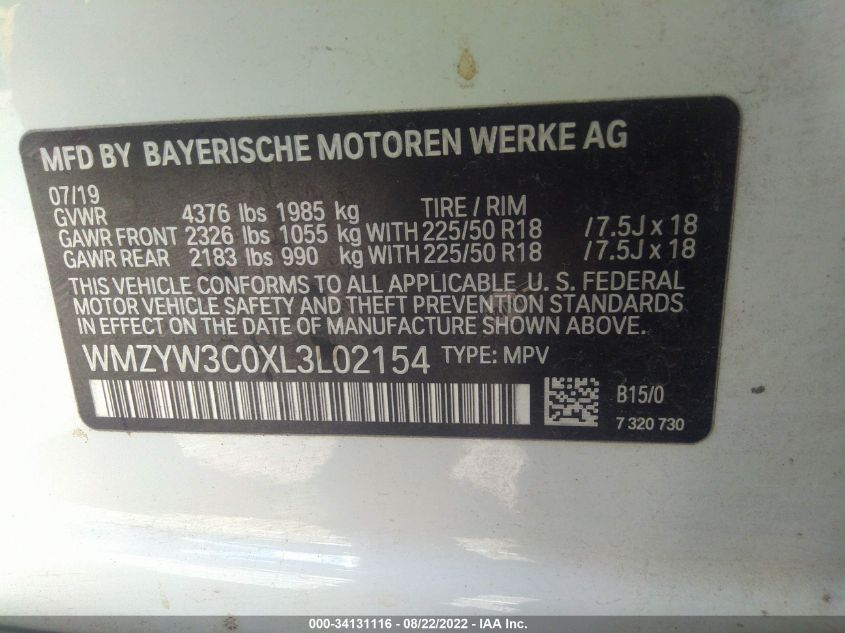 MFD BY BAYERISCHE MOTOREN WERKE AG
07/19
GVWR 4376 lbs 1985 kg TIRE / RIM
GAWR FRONT 2326 lbs 1055 kg WITH 225/50 R18 / 7.5J x 18
GAWR REAR 2183 lbs 990 kg WITH 225/50 R18 / 7.5J x 18
THIS VEHICLE CONFORMS TO ALL APPLICABLE U. S. FEDERAL
MOTOR VEHICLE SAFETY AND THEFT PREVENTION STANDARDS
IN EFFECT ON THE DATE OF MANUFACTURE SHOWN ABOVE.
WMZYW3C0XL3L02154 TYPE: MPV
B15/0
7 320 730
000-34131116 - 08/22/2022 - IAA Inc.